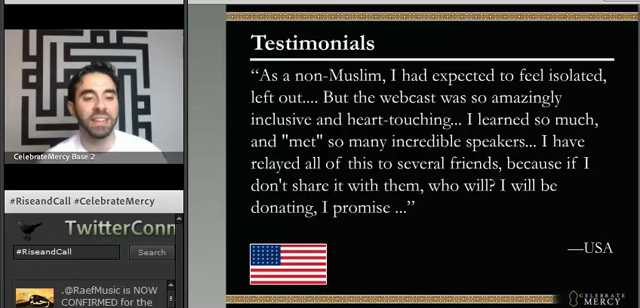 CelebrateMercy Base 2
#RiseandCall #CelebrateMercy
TwitterConn
#RiseandCall
Search
.@RaefMusic is NOW
CONFIRMED for the
Testimonials
“As a non-Muslim, I had expected to feel isolated,
left out.... But the webcast was so amazingly
inclusive and heart-touching... I learned so much,
and "met" so many incredible speakers... I have
relayed all of this to several friends, because if I
don't share it with them, who will? I will be
donating, I promise ...”
—USA
CELEBRATE
MERCY